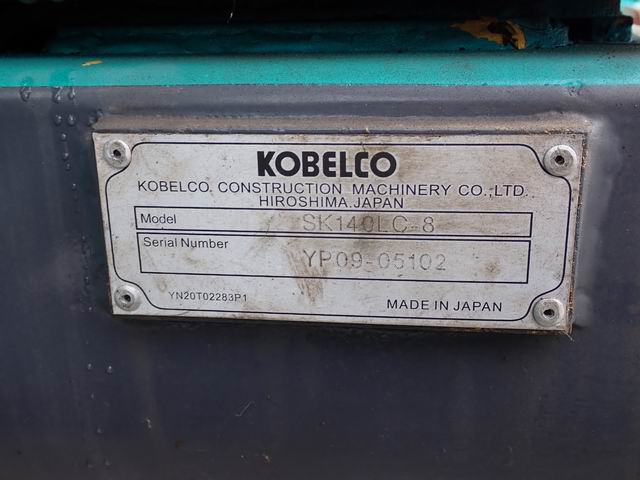 KOBELCO
KOBELCO CONSTRUCTION MACHINERY CO.,LTD.
HIROSHIMA.JAPAN
Model SK140LC-8
Serial Number YP09-05102
YN20T02283P1 MADE IN JAPAN